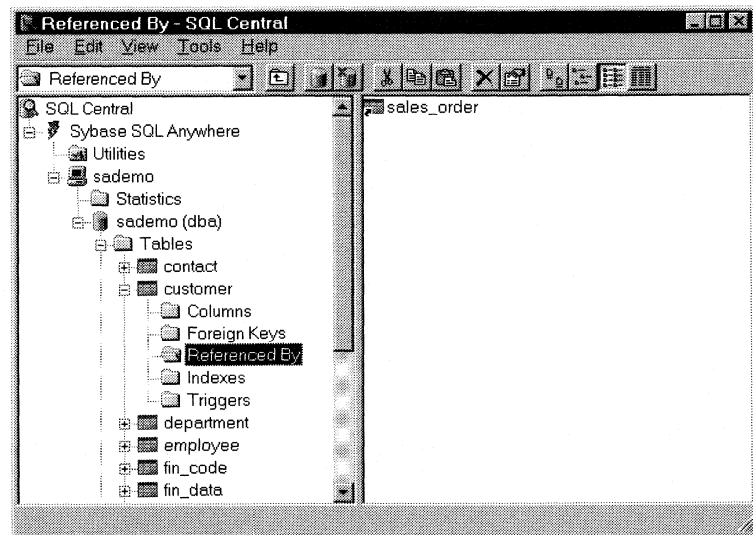 Referenced By - SQL Central
File Edit View Tools Help
Referenced By
SQL Central
Sybase SQL Anywhere
Utilities
sademo
Statistics
sademo (dba)
Tables
contact
customer
Columns
Foreign Keys
Referenced By
Indexes
Triggers
department
employee
fin_code
fin_data
sales_order